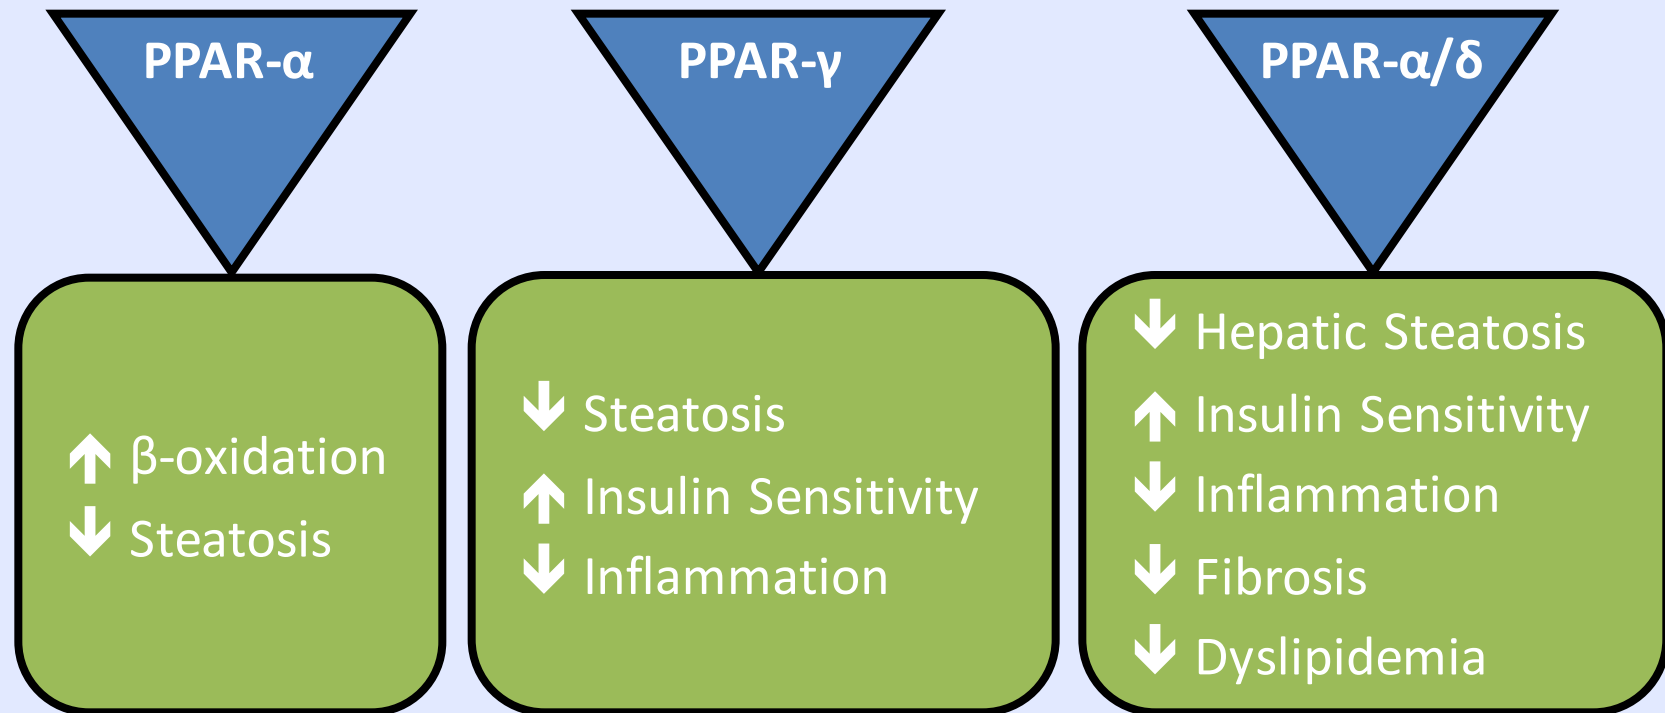 PPAR-α
↑ β-oxidation
↓ Steatosis
PPAR-γ
↓ Steatosis
↑ Insulin Sensitivity
↓ Inflammation
PPAR-α/δ
↓ Hepatic Steatosis
↑ Insulin Sensitivity
↓ Inflammation
↓ Fibrosis
↓ Dyslipidemia